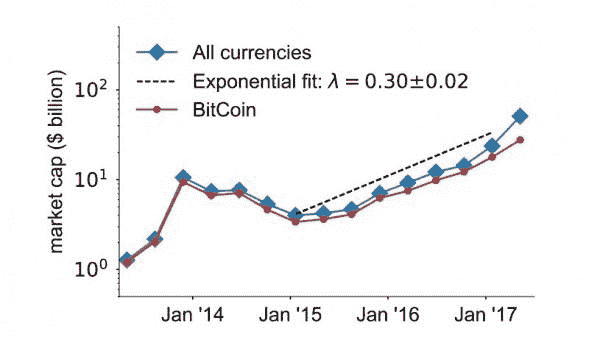 All currencies
Exponential fit: λ = 0.30±0.02
BitCoin
market cap ($ billion)
10²
10¹
10⁰
Jan '14 Jan '15 Jan '16 Jan '17